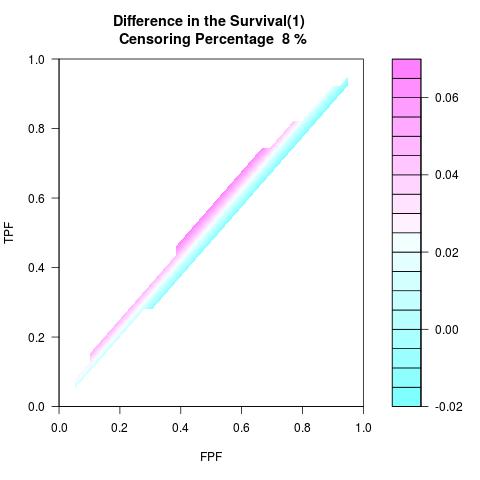 Difference in the Survival(1)
Censoring Percentage  8 %
1.0
0.8
0.6
0.4
0.2
0.0
TPF
0.0 0.2 0.4 0.6 0.8 1.0
FPF
0.06
0.04
0.02
0.00
-0.02